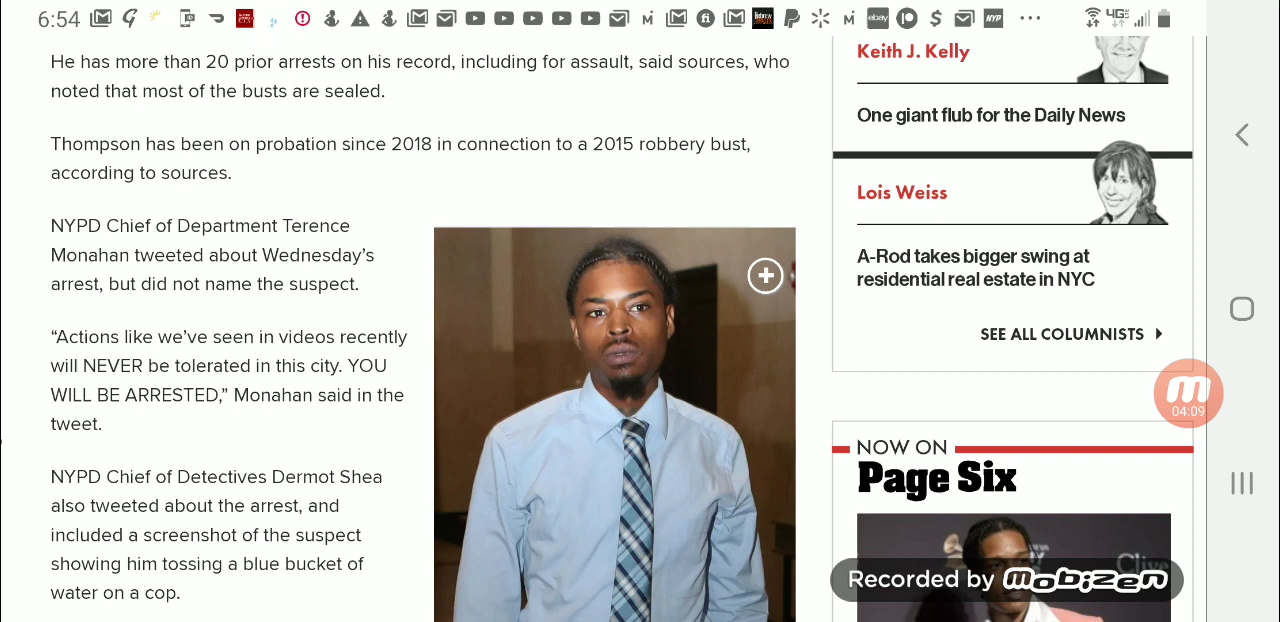 6:54
ebay
NYP
4G
He has more than 20 prior arrests on his record, including for assault, said sources, who
noted that most of the busts are sealed.
Thompson has been on probation since 2018 in connection to a 2015 robbery bust,
according to sources.
NYPD Chief of Department Terence
Monahan tweeted about Wednesday’s
arrest, but did not name the suspect.
“Actions like we’ve seen in videos recently
will NEVER be tolerated in this city. YOU
WILL BE ARRESTED,” Monahan said in the
tweet.
NYPD Chief of Detectives Dermot Shea
also tweeted about the arrest, and
included a screenshot of the suspect
showing him tossing a blue bucket of
water on a cop.
Keith J. Kelly
One giant flub for the Daily News
Lois Weiss
A-Rod takes bigger swing at
residential real estate in NYC
SEE ALL COLUMNISTS
04:09
NOW ON
Page Six
Clive
Recorded by mobizen